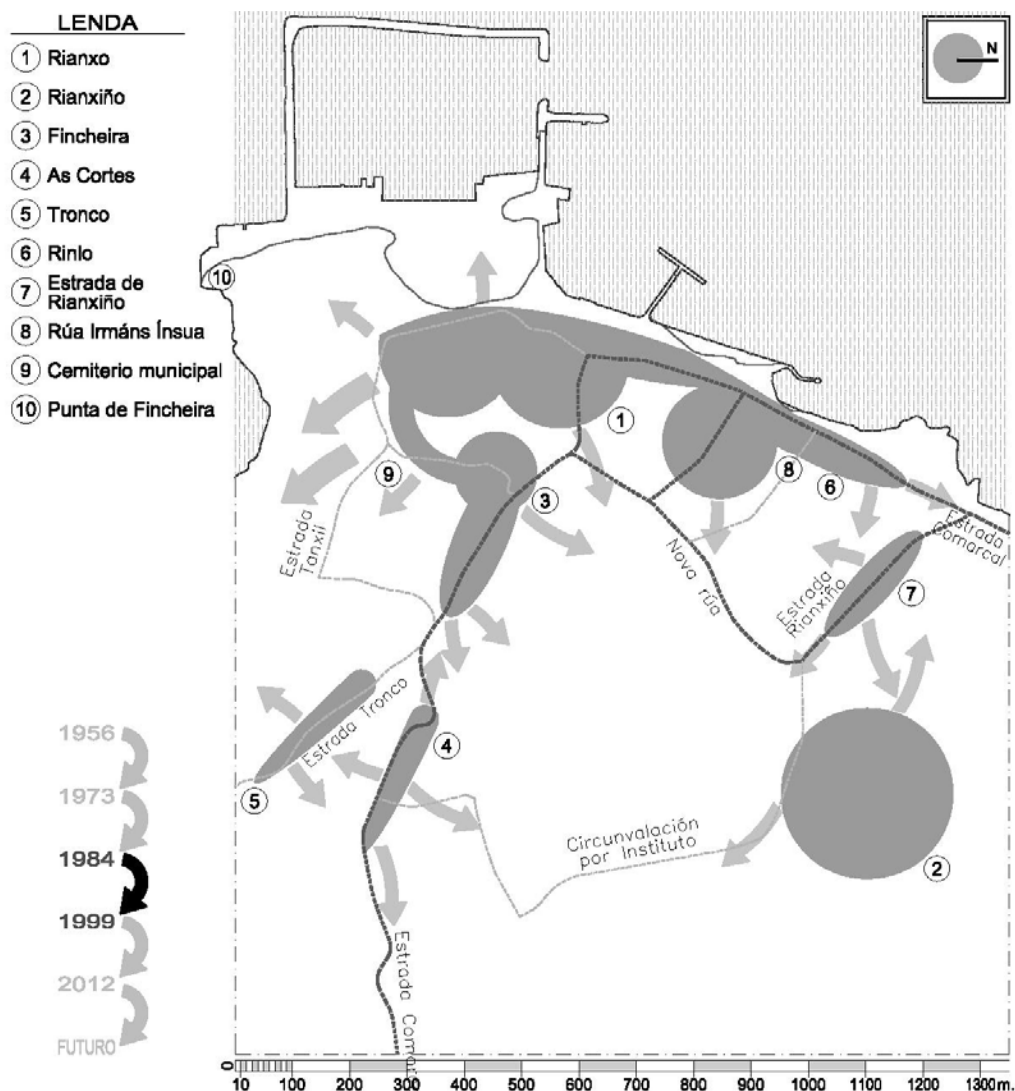 LENDA
1 Rianxo
2 Rianxiño
3 Fincheira
4 As Cortes
5 Tronco
6 Rinlo
7 Estrada de
Rianxiño
8 Rúa Irmáns Ínsua
9 Cemiterio municipal
10 Punta de Fincheira
N
10
1
9
8
6
3
Estrada
Tanxil
Nova rúa
Estrada
Comarcal
Estrada
Rianxiño
7
Estrada Tronco
4
5
Circunvalación
por Instituto
2
Estrada Comar
1956
1973
1984
1999
2012
FUTURO
0
10 100 200 300 400 500 600 700 800 900 1000 1100 1200 1300m.